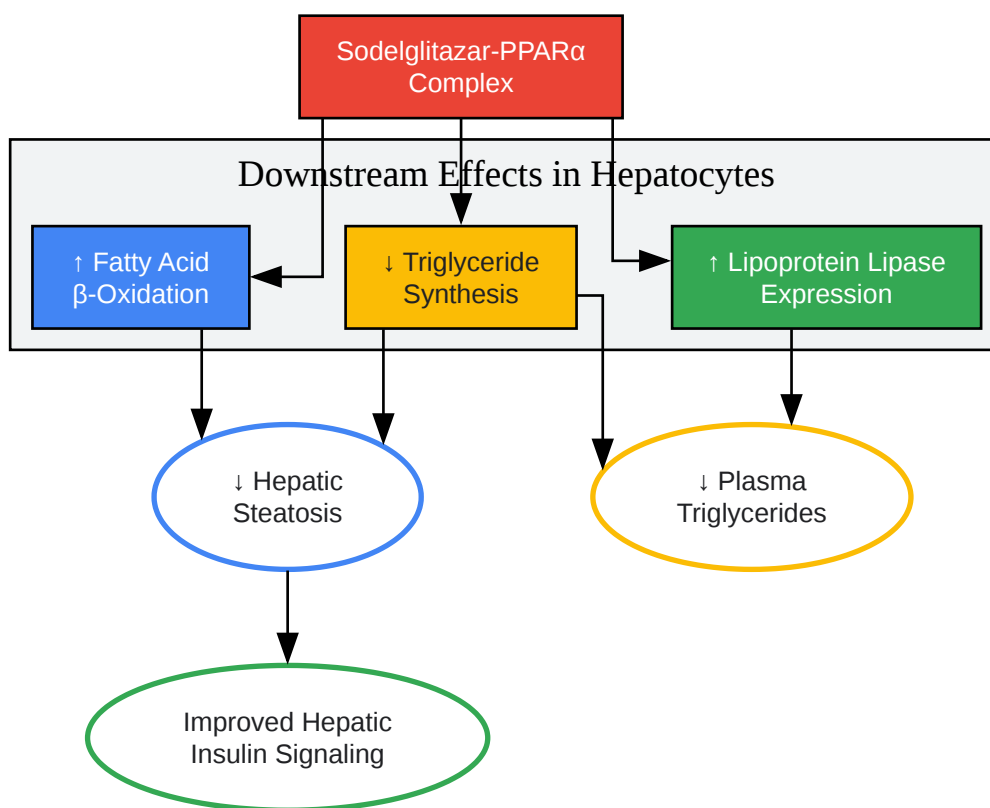 Sodelglitazar-PPARα
Complex
Downstream Effects in Hepatocytes
↑ Fatty Acid
β-Oxidation
↓ Triglyceride
Synthesis
↑ Lipoprotein Lipase
Expression
↓ Hepatic
Steatosis
↓ Plasma
Triglycerides
Improved Hepatic
Insulin Signaling